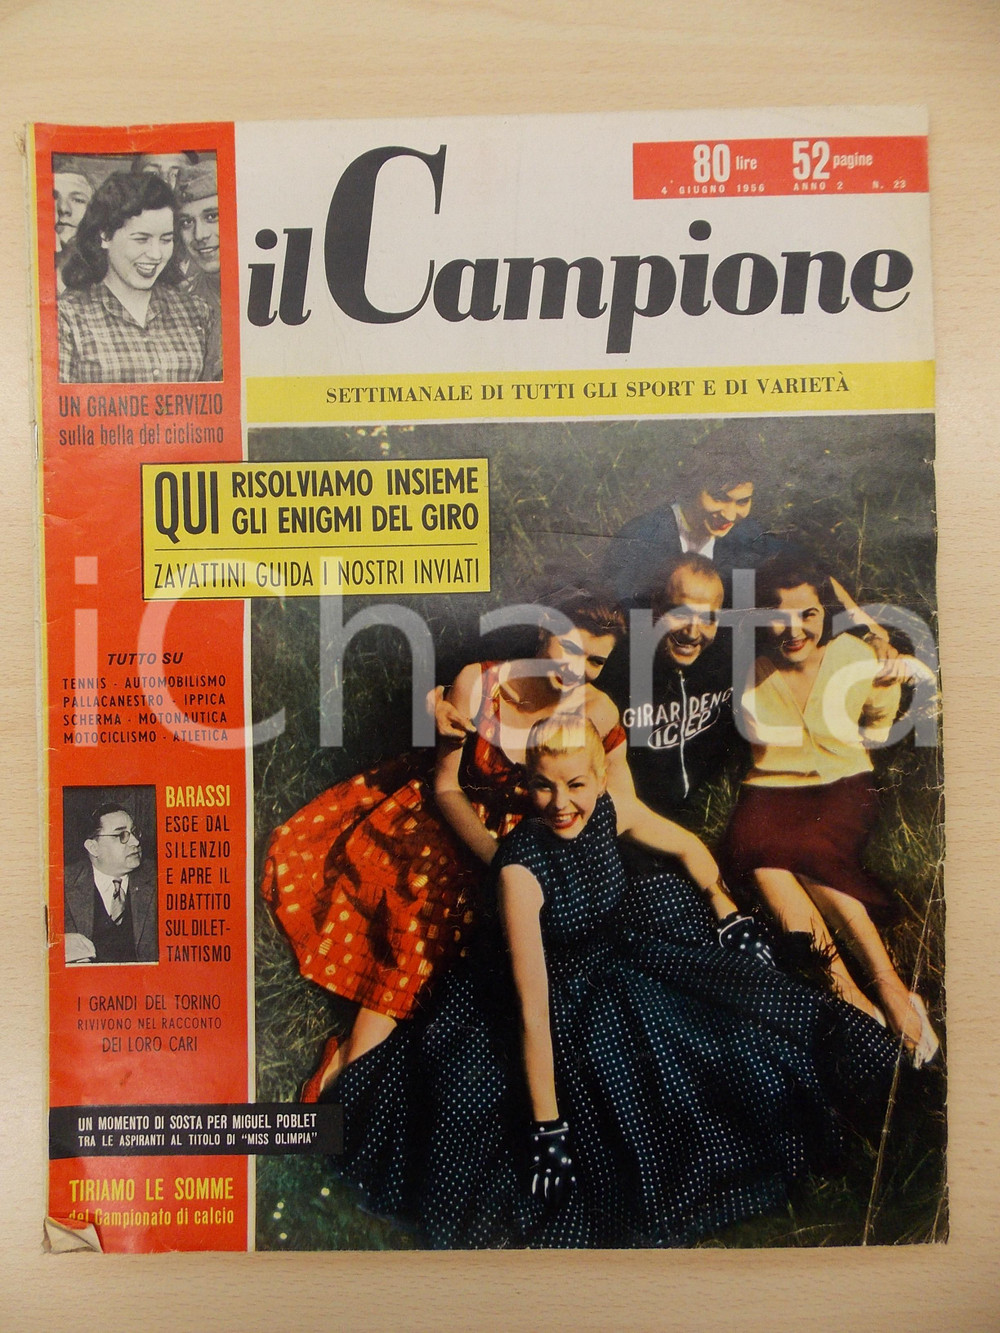 80 lire 52 pagine
4 GIUGNO 1956 ANNO 2 N. 23
il Campione
SETTIMANALE DI TUTTI GLI SPORT E DI VARIETÀ
UN GRANDE SERVIZIO
sulla bella del ciclismo
QUI RISOLVIAMO INSIEME
GLI ENIGMI DEL GIRO
ZAVATTINI GUIDA I NOSTRI INVIATI
iCharta
TUTTO SU
TENNIS - AUTOMOBILISMO
PALLACANESTRO - IPPICA
SCHERMA - MOTONAUTICA
MOTOCICLISMO - ATLETICA
GIRARDENG
ICEP
BARASSI
ESCE DAL
SILENZIO
E APRE IL
DIBATTITO
SUL DILET-
TANTISMO
I GRANDI DEL TORINO
RIVIVONO NEL RACCONTO
DEI LORO CARI
UN MOMENTO DI SOSTA PER MIGUEL POBLET
TRA LE ASPIRANTI AL TITOLO DI "MISS OLIMPIA"
TIRIAMO LE SOMME
del Campionato di calcio